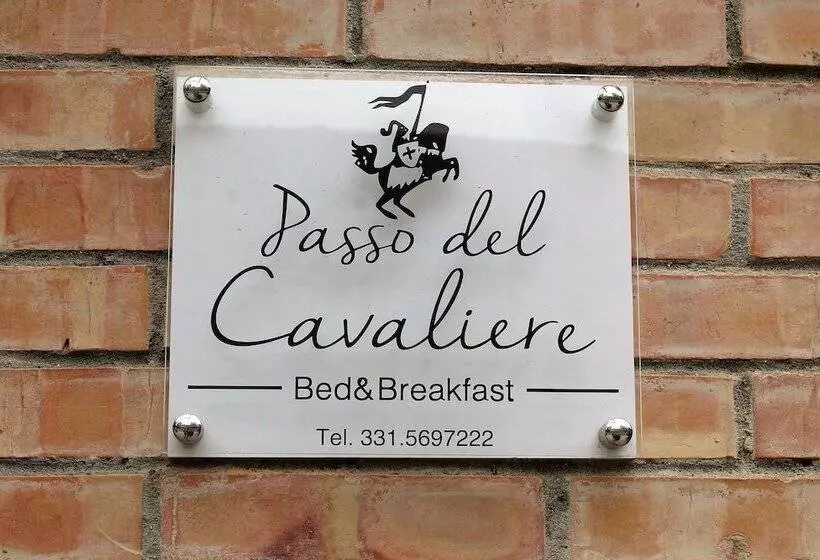 Passo del
Cavaliere
Bed&Breakfast
Tel. 331.5697222